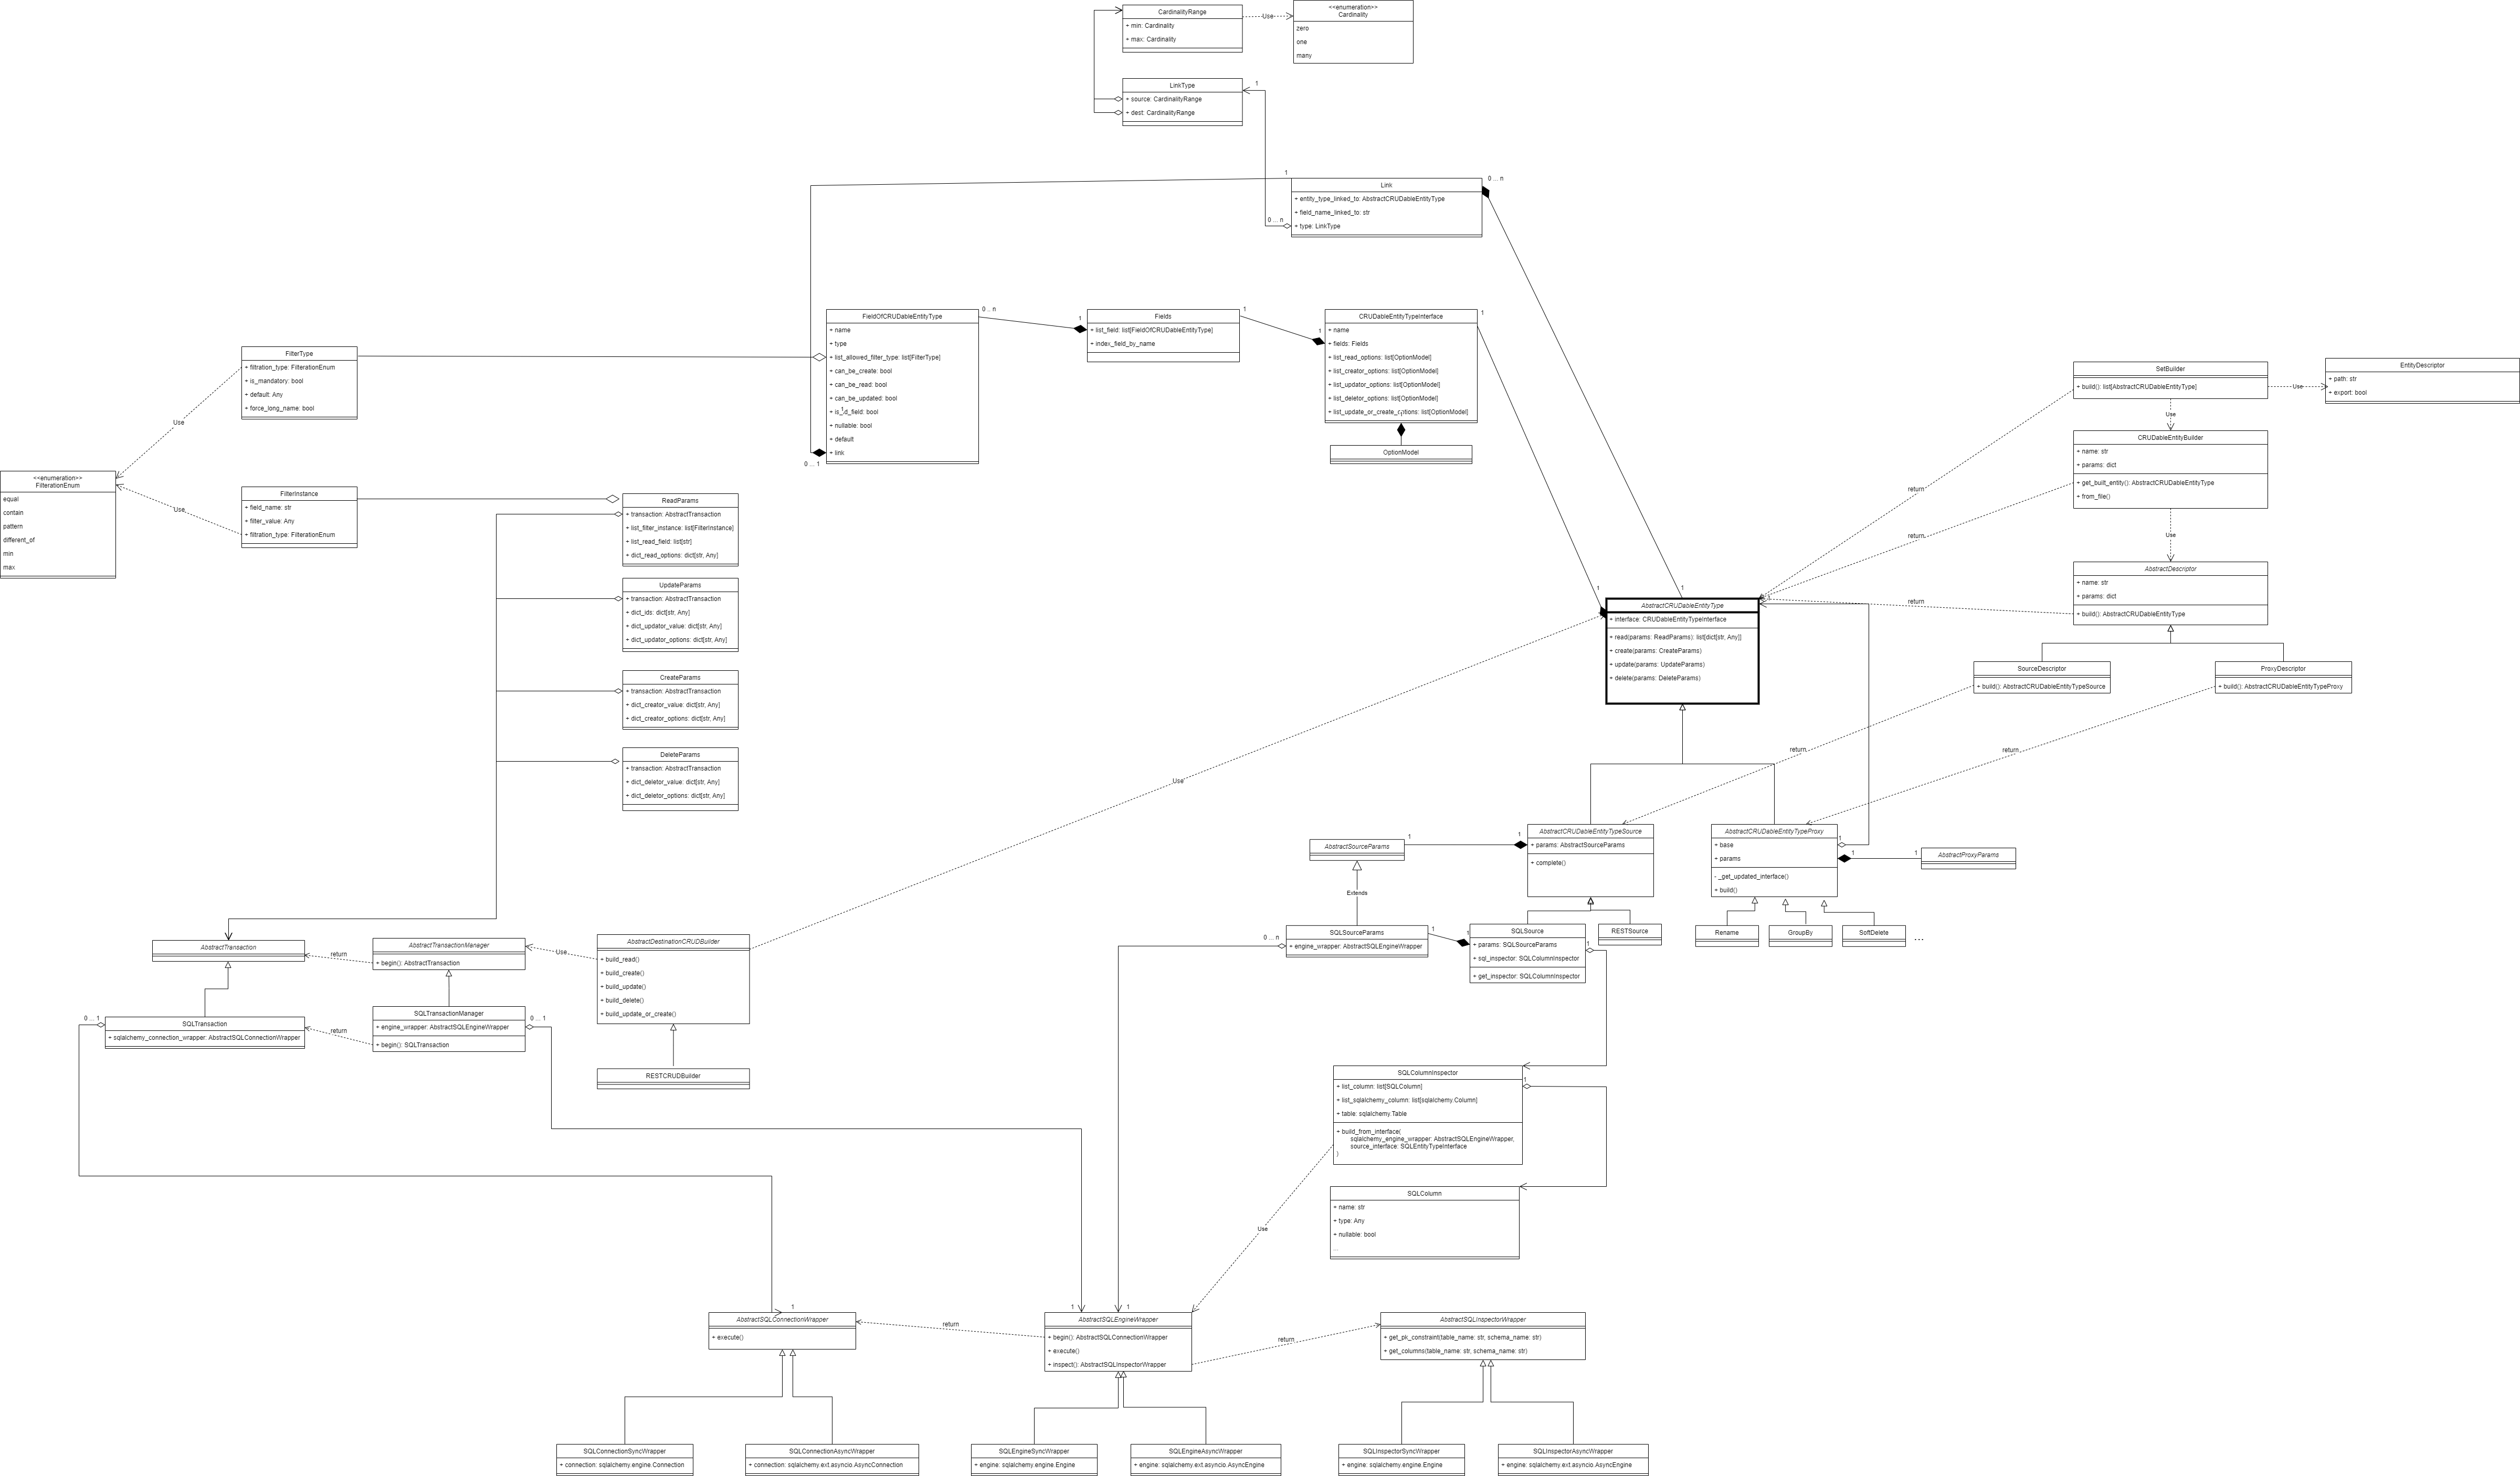 CardinalityRange
+ min: Cardinality
+ max: Cardinality
Use
<<enumeration>>
Cardinality
zero
one
many
LinkType
+ source: CardinalityRange
+ dest: CardinalityRange
1
1
Link
+ entity_type_linked_to: AbstractCRUDableEntityType
+ field_name_linked_to: str
+ type: LinkType
0 ... n
0 ... n
FieldOfCRUDableEntityType
+ name
+ type
+ list_allowed_filter_type: list[FilterType]
+ can_be_create: bool
+ can_be_read: bool
+ can_be_updated: bool
+ is_id_field: bool
1
+ nullable: bool
+ default
+ link
0 ... 1
0 .. n
1
Fields
+ list_field: list[FieldOfCRUDableEntityType]
+ index_field_by_name
1
1
CRUDableEntityTypeInterface
+ name
+ fields: Fields
+ list_read_options: list[OptionModel]
+ list_creator_options: list[OptionModel]
+ list_updator_options: list[OptionModel]
+ list_deletor_options: list[OptionModel]
+ list_update_or_create_options: list[OptionModel]
1
1
OptionModel
FilterType
+ filtration_type: FilterationEnum
+ is_mandatory: bool
+ default: Any
+ force_long_name: bool
Use
<<enumeration>>
FilterationEnum
equal
contain
pattern
different_of
min
max
Use
FilterInstance
+ field_name: str
+ filter_value: Any
+ filtration_type: FilterationEnum
ReadParams
+ transaction: AbstractTransaction
+ list_filter_instance: list[FilterInstance]
+ list_read_field: list[str]
+ dict_read_options: dict[str, Any]
UpdateParams
+ transaction: AbstractTransaction
+ dict_ids: dict[str, Any]
+ dict_updator_value: dict[str, Any]
+ dict_updator_options: dict[str, Any]
CreateParams
+ transaction: AbstractTransaction
+ dict_creator_value: dict[str, Any]
+ dict_creator_options: dict[str, Any]
DeleteParams
+ transaction: AbstractTransaction
+ dict_deletor_value: dict[str, Any]
+ dict_deletor_options: dict[str, Any]
SetBuilder
+ build(): list[AbstractCRUDableEntityType]
Use
EntityDescriptor
+ path: str
+ export: bool
Use
CRUDableEntityBuilder
+ name: str
+ params: dict
+ get_built_entity(): AbstractCRUDableEntityType
+ from_file()
return
return
Use
AbstractDescriptor
+ name: str
+ params: dict
+ build(): AbstractCRUDableEntityType
return
SourceDescriptor
+ build(): AbstractCRUDableEntityTypeSource
ProxyDescriptor
+ build(): AbstractCRUDableEntityTypeProxy
return
return
1
1
1
AbstractCRUDableEntityType
+ interface: CRUDableEntityTypeInterface
+ read(params: ReadParams): list[dict[str, Any]]
+ create(params: CreateParams)
+ update(params: UpdateParams)
+ delete(params: DeleteParams)
Use
AbstractSourceParams
1
1
AbstractCRUDableEntityTypeSource
+ params: AbstractSourceParams
+ complete()
AbstractCRUDableEntityTypeProxy
+ base
+ params
- _get_updated_interface()
+ build()
1
1
1
AbstractProxyParams
Extends
Rename
GroupBy
SoftDelete
...
SQLSourceParams
+ engine_wrapper: AbstractSQLEngineWrapper
0 ... n
1
1
SQLSource
+ params: SQLSourceParams
+ sql_inspector: SQLColumnInspector
+ get_inspector: SQLColumnInspector
1
RESTSource
AbstractTransaction
return
AbstractTransactionManager
+ begin(): AbstractTransaction
Use
AbstractDestinationCRUDBuilder
+ build_read()
+ build_create()
+ build_update()
+ build_delete()
+ build_update_or_create()
RESTCRUDBuilder
0 ... 1
SQLTransaction
+ sqlalchemy_connection_wrapper: AbstractSQLConnectionWrapper
return
SQLTransactionManager
+ engine_wrapper: AbstractSQLEngineWrapper
+ begin(): SQLTransaction
0 ... 1
SQLColumnInspector
+ list_column: list[SQLColumn]
+ list_sqlalchemy_column: list[sqlalchemy.Column]
+ table: sqlalchemy.Table
+ build_from_interface(
sqlalchemy_engine_wrapper: AbstractSQLEngineWrapper,
source_interface: SQLEntityTypeInterface
)
1
SQLColumn
+ name: str
+ type: Any
+ nullable: bool
...
Use
1
AbstractSQLConnectionWrapper
+ execute()
return
1
1
AbstractSQLEngineWrapper
+ begin(): AbstractSQLConnectionWrapper
+ execute()
+ inspect(): AbstractSQLInspectorWrapper
return
AbstractSQLInspectorWrapper
+ get_pk_constraint(table_name: str, schema_name: str)
+ get_columns(table_name: str, schema_name: str)
SQLConnectionSyncWrapper
+ connection: sqlalchemy.engine.Connection
SQLConnectionAsyncWrapper
+ connection: sqlalchemy.ext.asyncio.AsyncConnection
SQLEngineSyncWrapper
+ engine: sqlalchemy.engine.Engine
SQLEngineAsyncWrapper
+ engine: sqlalchemy.ext.asyncio.AsyncEngine
SQLInspectorSyncWrapper
+ engine: sqlalchemy.engine.Engine
SQLInspectorAsyncWrapper
+ engine: sqlalchemy.ext.asyncio.AsyncEngine